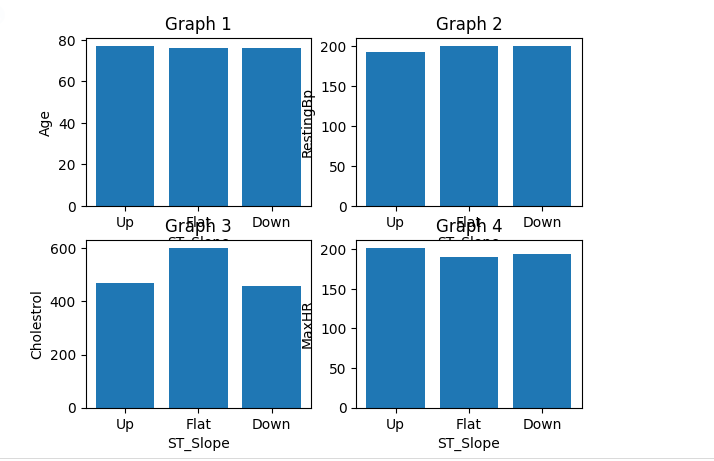 Graph 1
Graph 2
80
60
40
20
0
Age
Up Flat Down
ST_Slope
200
150
100
50
0
RestingBp
Up Flat Down
ST_Slope
Graph 3
Graph 4
600
400
200
0
Cholestrol
Up Flat Down
ST_Slope
200
150
100
50
0
MaxHR
Up Flat Down
ST_Slope